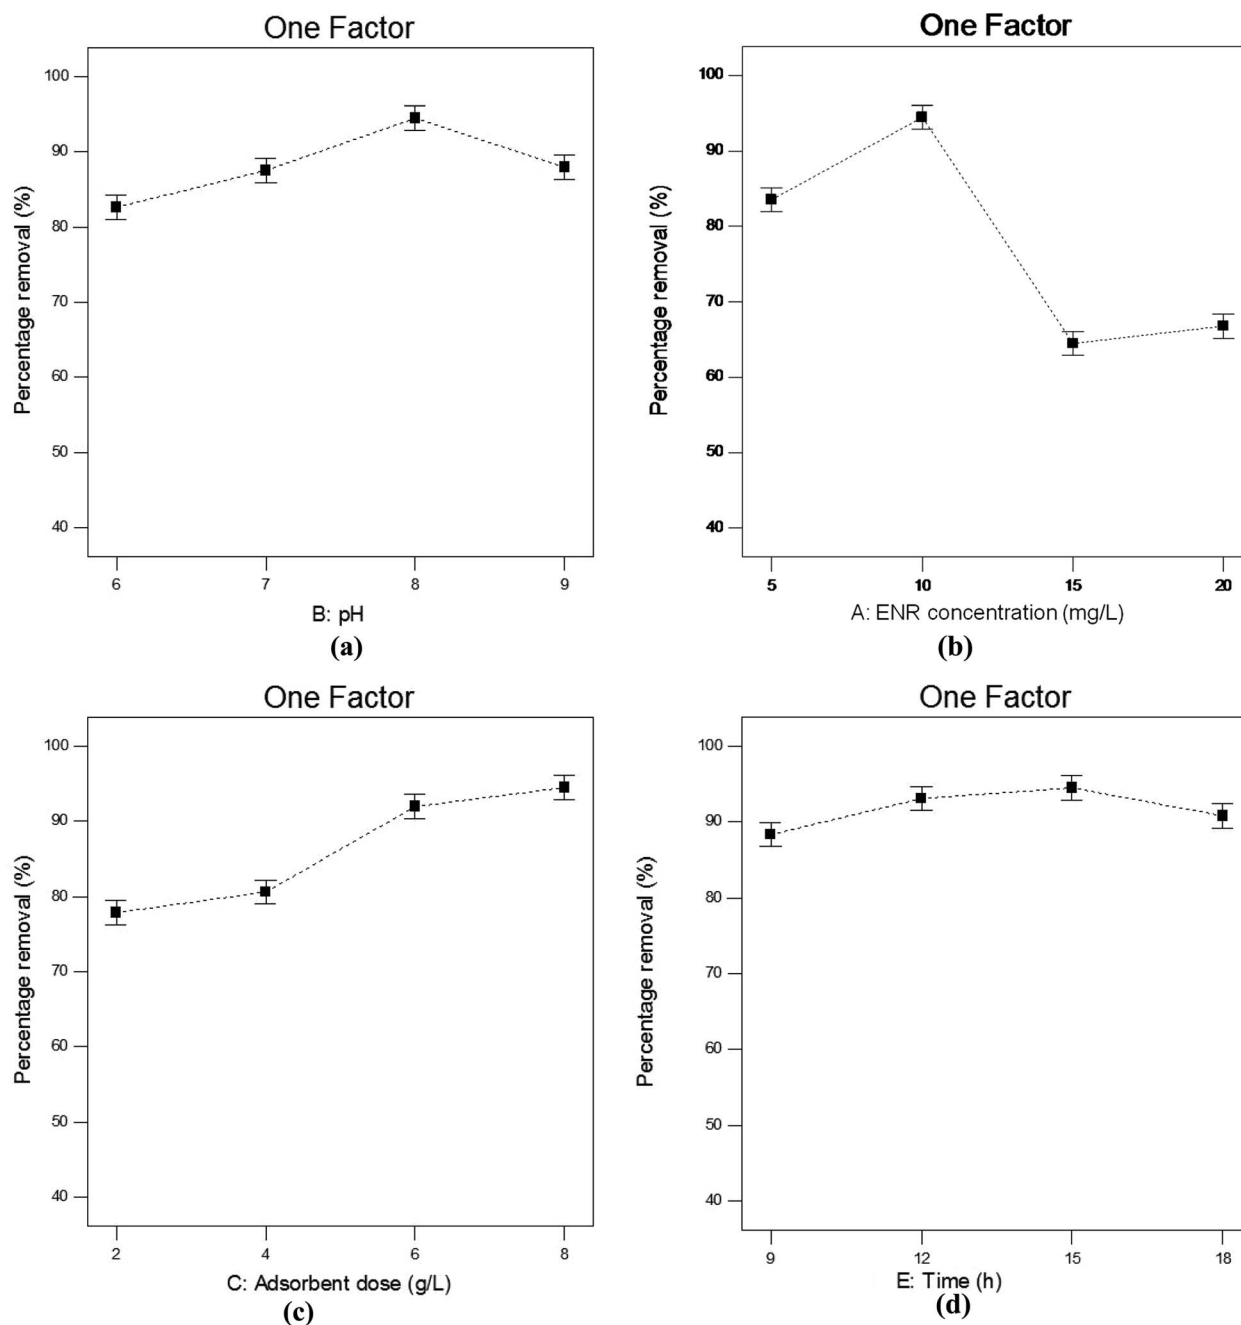 One Factor
100
90
80
70
60
50
40
Percentage removal (%)
6 7 8 9
B: pH
(a)
One Factor
100
90
80
70
60
50
40
Percentage removal (%)
5 10 15 20
A: ENR concentration (mg/L)
(b)
One Factor
100
90
80
70
60
50
40
Percentage removal (%)
2 4 6 8
C: Adsorbent dose (g/L)
(c)
One Factor
100
90
80
70
60
50
40
Percentage removal (%)
9 12 15 18
E: Time (h)
(d)